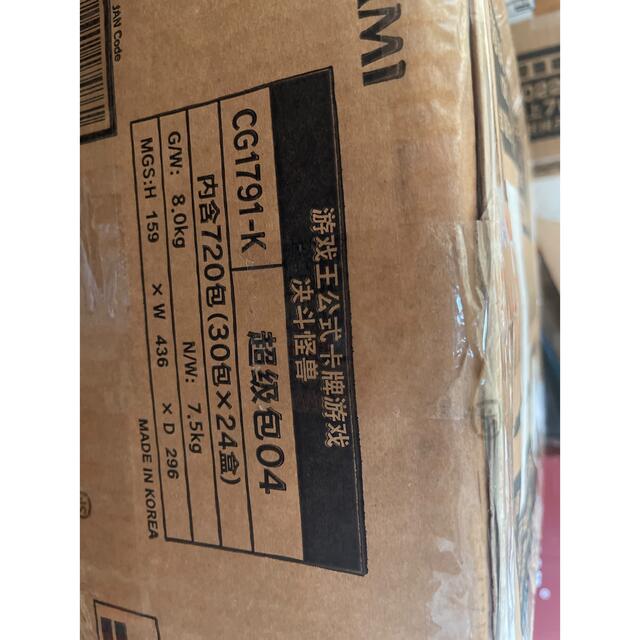 AMI
JAN Code
游戏王公式卡牌游戏
决斗怪兽
CG1791-K
超级包04
内含720包(30包×24盒)
G/W: 8.0kg
N/W: 7.5kg
MGS:H 159 × W 436 × D 296
MADE IN KOREA